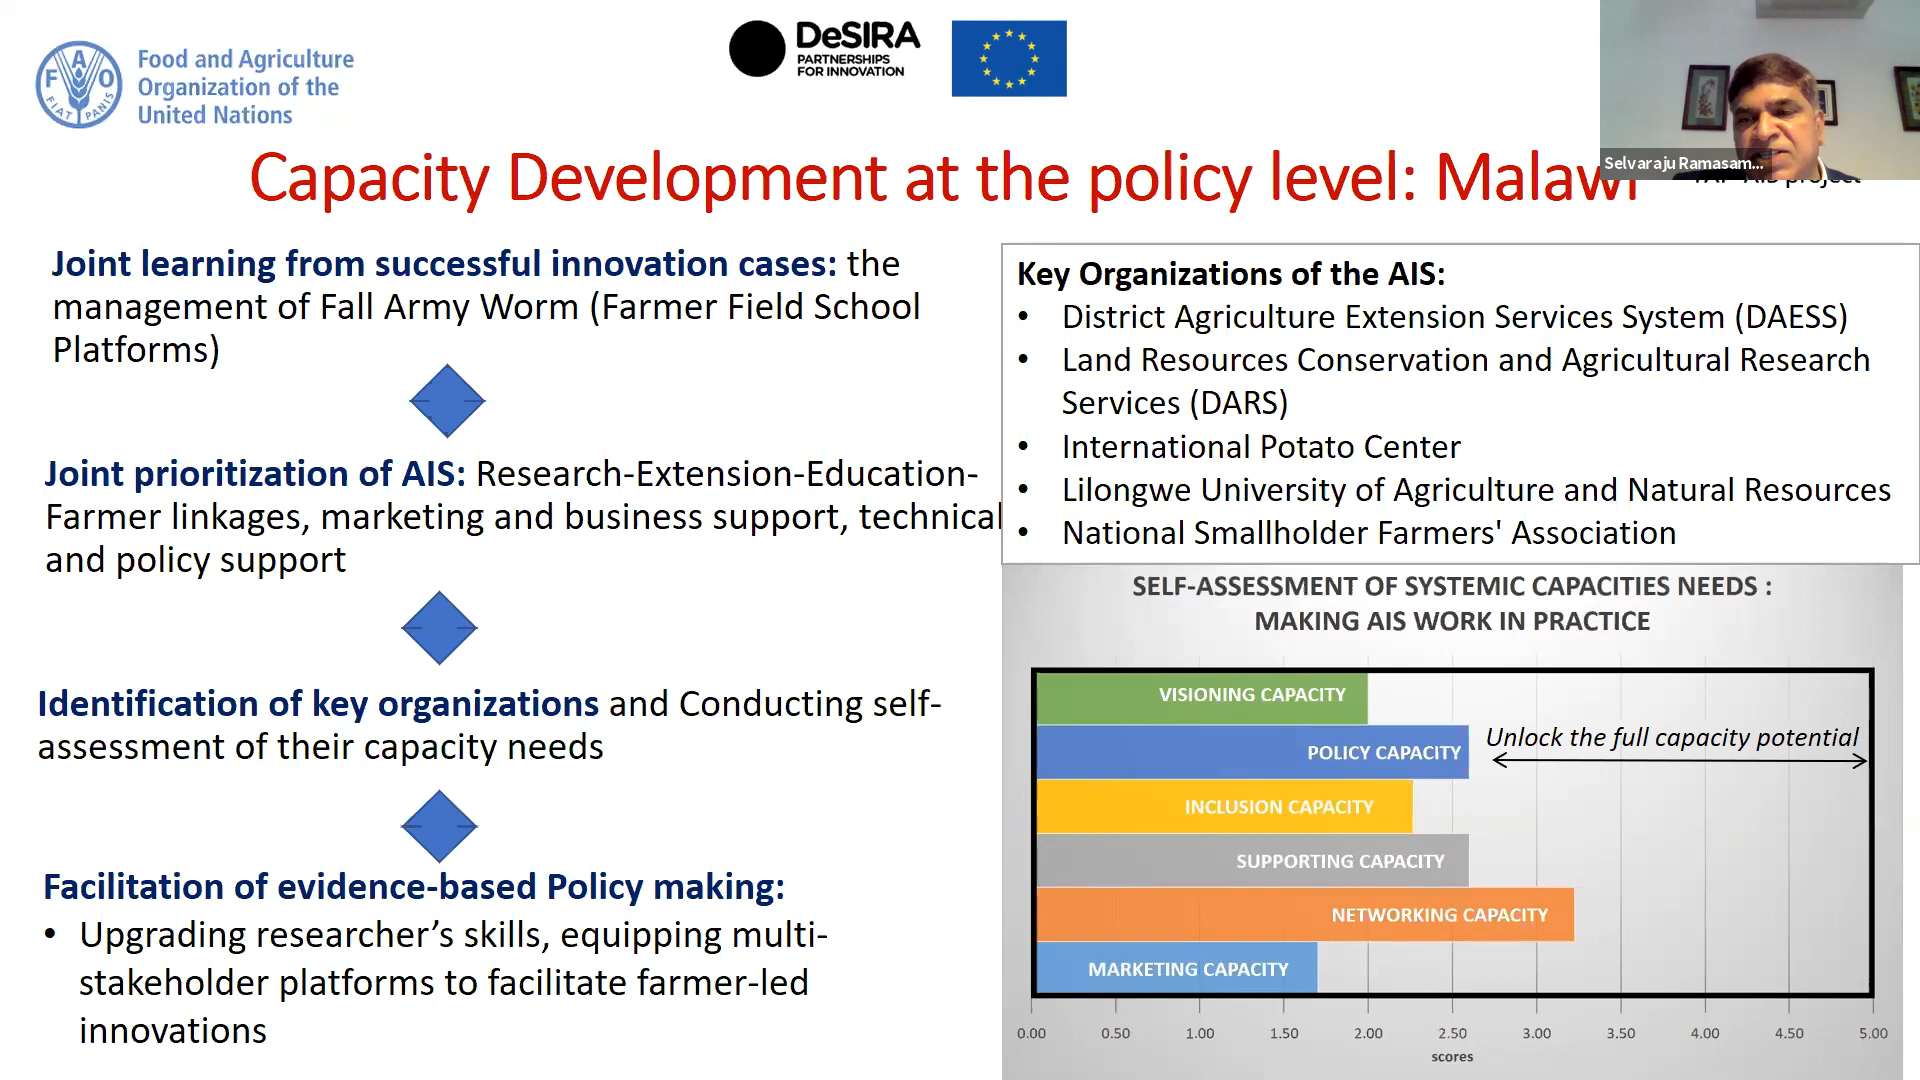 FAO
FIAT PANIS
Food and Agriculture
Organization of the
United Nations
DeSIRA
PARTNERSHIPS
FOR INNOVATION
Selvaraju Ramasam...
Capacity Development at the policy level: Malawi
project
Joint learning from successful innovation cases: the
management of Fall Army Worm (Farmer Field School
Platforms)
Joint prioritization of AIS: Research-Extension-Education-
Farmer linkages, marketing and business support, technical
and policy support
Identification of key organizations and Conducting self-
assessment of their capacity needs
Facilitation of evidence-based Policy making:
• Upgrading researcher’s skills, equipping multi-
stakeholder platforms to facilitate farmer-led
innovations
Key Organizations of the AIS:
• District Agriculture Extension Services System (DAESS)
• Land Resources Conservation and Agricultural Research
Services (DARS)
• International Potato Center
• Lilongwe University of Agriculture and Natural Resources
• National Smallholder Farmers' Association
SELF-ASSESSMENT OF SYSTEMIC CAPACITIES NEEDS :
MAKING AIS WORK IN PRACTICE
VISIONING CAPACITY
POLICY CAPACITY
Unlock the full capacity potential
INCLUSION CAPACITY
SUPPORTING CAPACITY
NETWORKING CAPACITY
MARKETING CAPACITY
0.00 0.50 1.00 1.50 2.00 2.50 3.00 3.50 4.00 4.50 5.00
scores